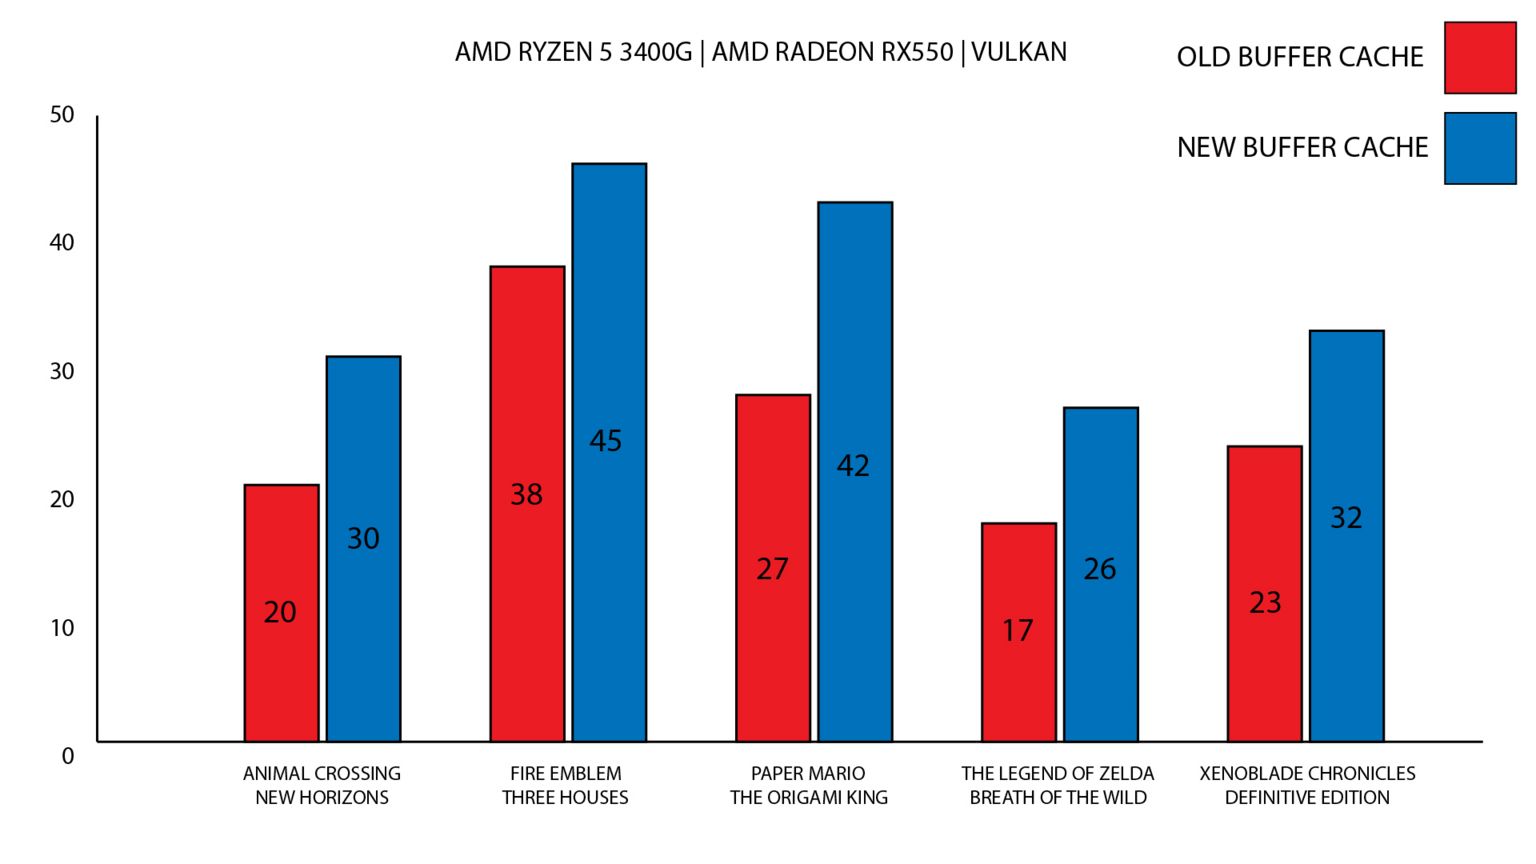 AMD RYZEN 5 3400G | AMD RADEON RX550 | VULKAN
OLD BUFFER CACHE
NEW BUFFER CACHE
50
40
30
20
10
0
20
30
38
45
27
42
17
26
23
32
ANIMAL CROSSING
NEW HORIZONS
FIRE EMBLEM
THREE HOUSES
PAPER MARIO
THE ORIGAMI KING
THE LEGEND OF ZELDA
BREATH OF THE WILD
XENOBLADE CHRONICLES
DEFINITIVE EDITION